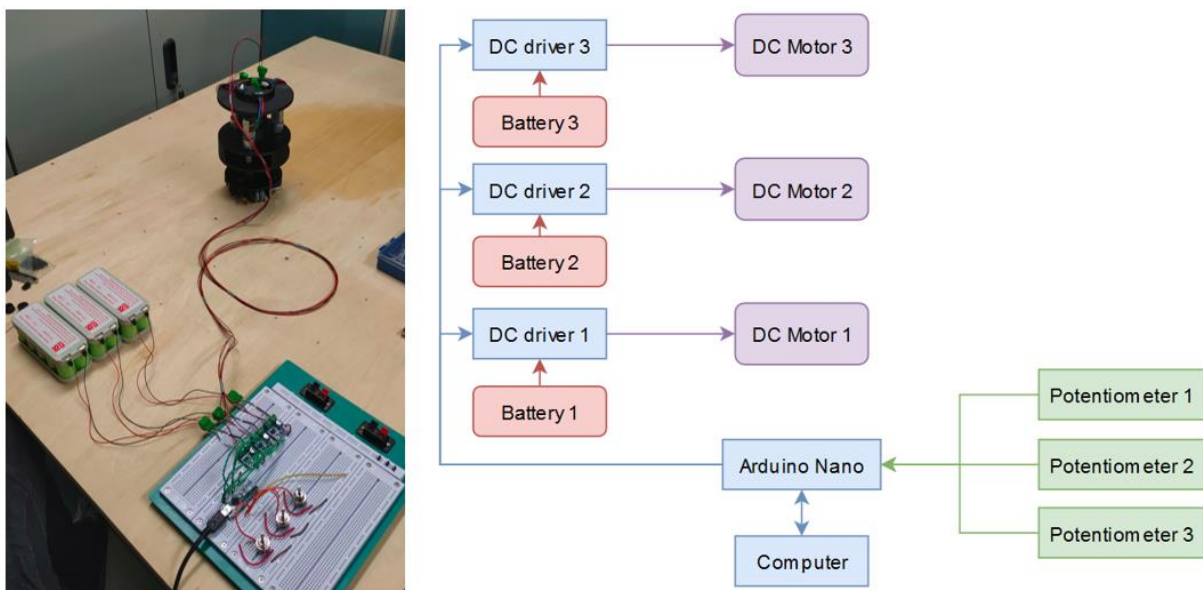 DC driver 3
DC Motor 3
Battery 3
DC driver 2
DC Motor 2
Battery 2
DC driver 1
DC Motor 1
Battery 1
Potentiometer 1
Arduino Nano
Potentiometer 2
Potentiometer 3
Computer